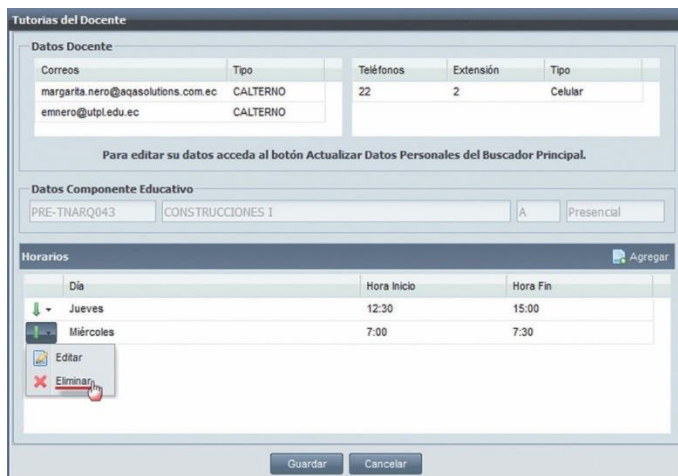 Tutorias del Docente
Datos Docente
Correos Tipo
margarita.nero@aqasolutions.com.ec CALTERNO
emnero@utpl.edu.ec CALTERNO
Teléfonos Extensión Tipo
22 2 Celular
Para editar su datos acceda al botón Actualizar Datos Personales del Buscador Principal.
Datos Componente Educativo
PRE-TNARQ043 CONSTRUCCIONES I A Presencial
Horarios Agregar
Día Hora Inicio Hora Fin
Jueves 12:30 15:00
Miércoles 7:00 7:30
Editar
Eliminar
Guardar Cancelar